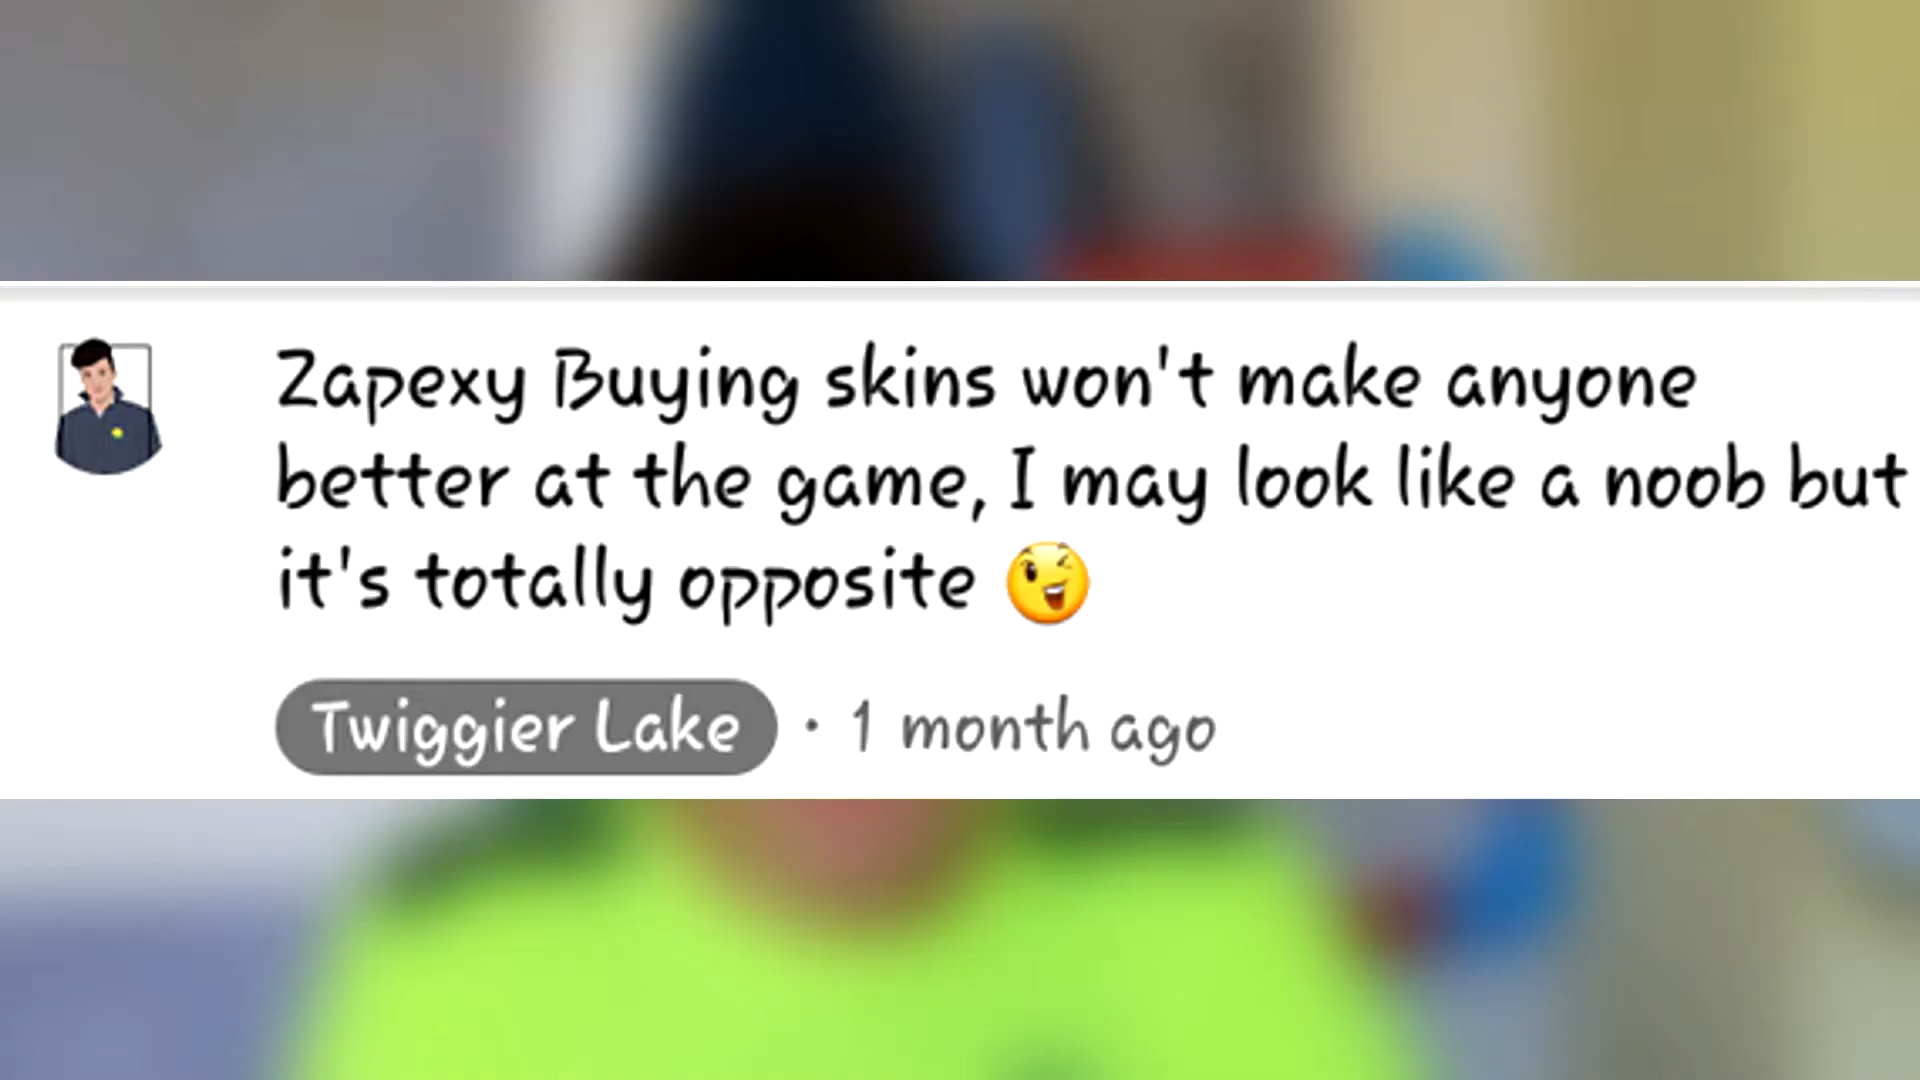 Zapexy Buying skins won't make anyone
better at the game, I may look like a noob but
it's totally opposite 😉
Twiggier Lake · 1 month ago